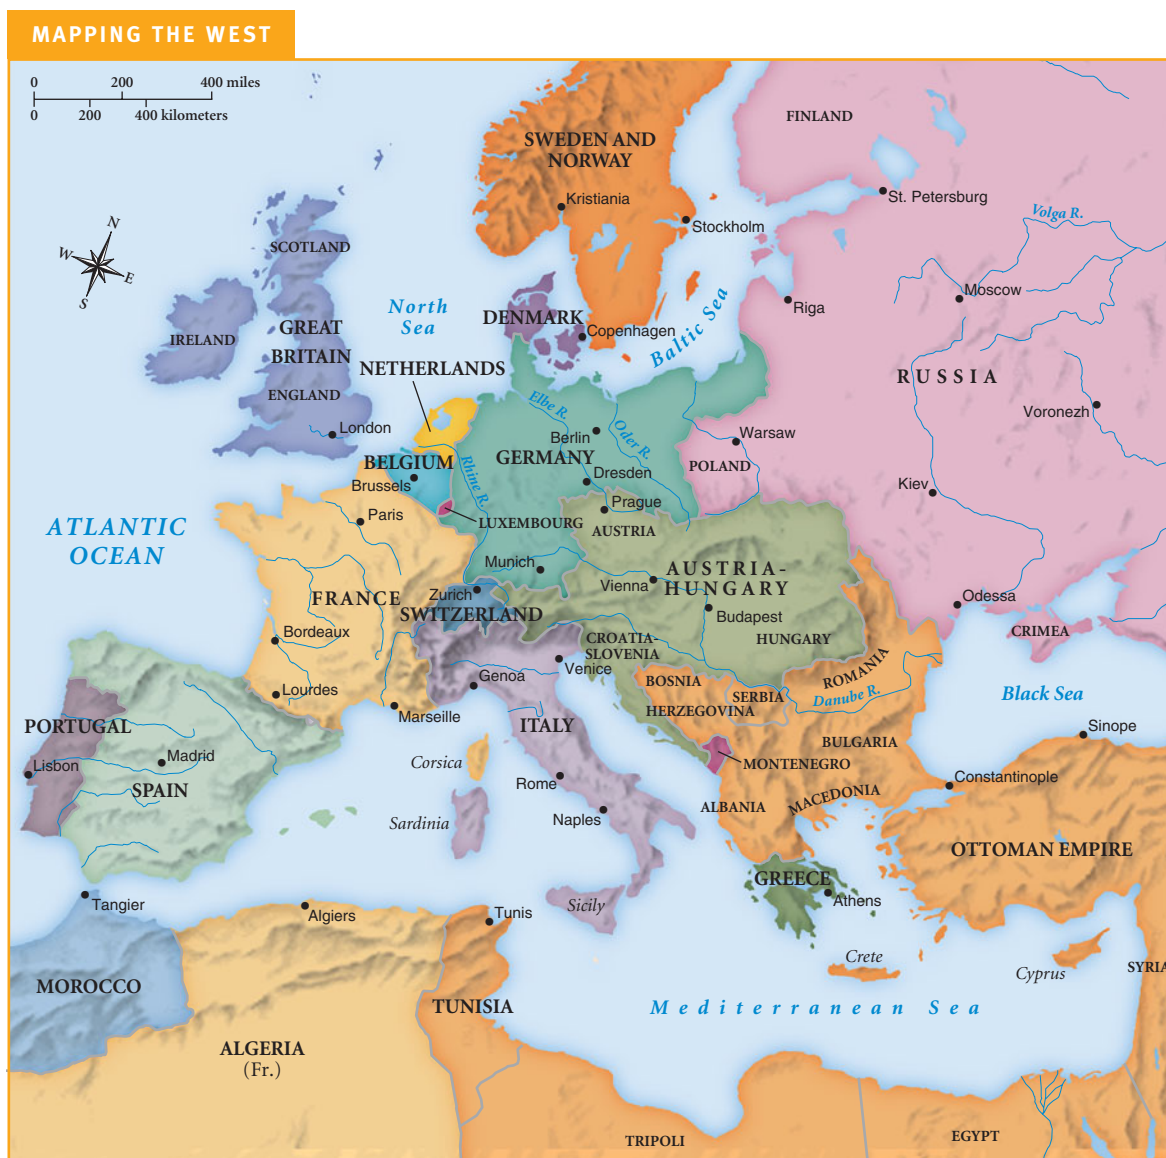 MAPPING THE WEST
0 200 400 miles
0 200 400 kilometers
N
W
E
S
FINLAND
SWEDEN AND
NORWAY
Kristiania
Stockholm
St. Petersburg
Volga R.
SCOTLAND
Moscow
North
Sea
DENMARK
Copenhagen
Baltic Sea
Riga
IRELAND
GREAT
BRITAIN
NETHERLANDS
RUSSIA
ENGLAND
London
Elbe R.
Oder R.
Berlin
Warsaw
Voronezh
BELGIUM
Brussels
Rhine R.
GERMANY
Dresden
POLAND
Kiev
Paris
LUXEMBOURG
Prague
AUSTRIA
ATLANTIC
OCEAN
Munich
Vienna
AUSTRIA-
HUNGARY
FRANCE
Zurich
SWITZERLAND
Budapest
Odessa
Bordeaux
CROATIA-
SLOVENIA
HUNGARY
CRIMEA
Venice
Genoa
BOSNIA
ROMANIA
Lourdes
Marseille
HERZEGOVINA
SERBIA
Danube R.
Black Sea
PORTUGAL
ITALY
Sinope
Madrid
Lisbon
SPAIN
Corsica
BULGARIA
MONTENEGRO
Rome
Constantinople
Sardinia
Naples
ALBANIA
MACEDONIA
OTTOMAN EMPIRE
GREECE
Athens
Tangier
Algiers
Tunis
Sicily
Crete
Cyprus
SYRIA
MOROCCO
TUNISIA
Mediterranean Sea
ALGERIA
(Fr.)
TRIPOLI
EGYPT